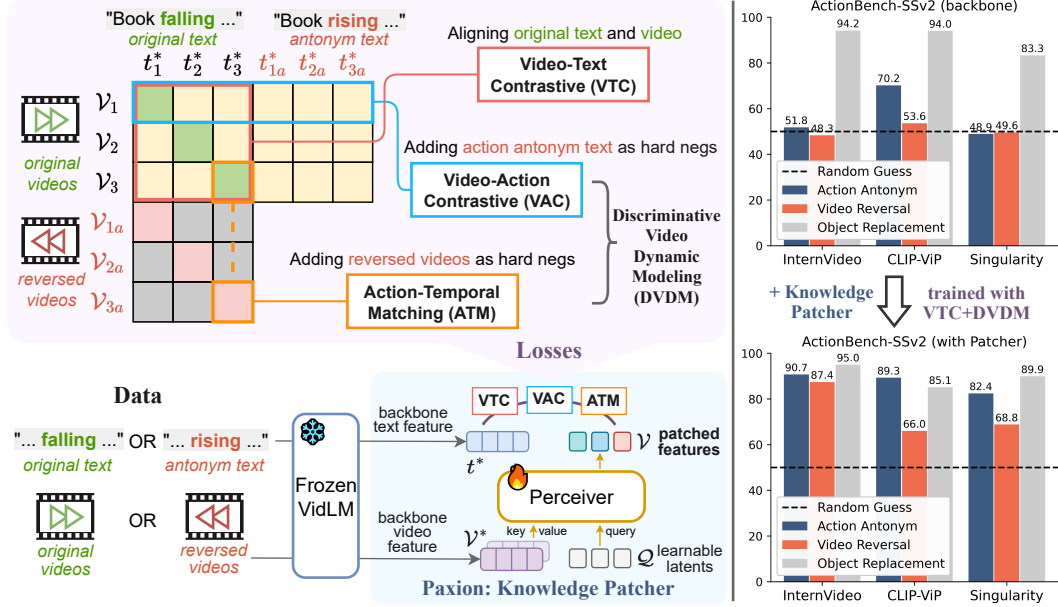 "Book falling ..."
original text
"Book rising ..."
antonym text
t*1 t*2 t*3 t*1a t*2a t*3a
V1
V2
V3
V1a
V2a
V3a
original
videos
reversed
videos
Aligning original text and video
Video-Text
Contrastive (VTC)
Adding action antonym text as hard negs
Video-Action
Contrastive (VAC)
Adding reversed videos as hard negs
Action-Temporal
Matching (ATM)
Discriminative
Video
Dynamic
Modeling
(DVDM)
Losses
Data
"... falling ..." OR "... rising ..."
original text
antonym text
OR
original
videos
reversed
videos
Frozen
VidLM
backbone
text feature
backbone
video feature
VTC VAC ATM
t*
V patched
features
Perceiver
key value query
V*
Q learnable
latents
Paxion: Knowledge Patcher
ActionBench-SSv2 (backbone)
100
80
60
40
20
0
51.8 48.3 94.2
70.2 53.6 94.0
48.9 49.6 83.3
Random Guess
Action Antonym
Video Reversal
Object Replacement
InternVideo CLIP-ViP Singularity
+ Knowledge
Patcher
trained with
VTC+DVDM
ActionBench-SSv2 (with Patcher)
100
80
60
40
20
0
90.7 87.4 95.0
89.3 66.0 85.1
82.4 68.8 89.9
Random Guess
Action Antonym
Video Reversal
Object Replacement
InternVideo CLIP-ViP Singularity